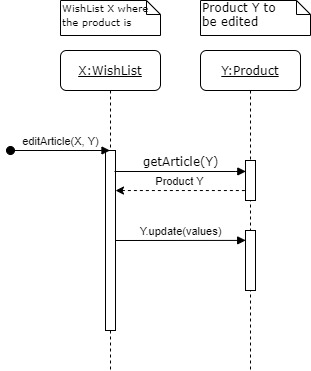 WishList X where
the product is
Product Y to
be edited
X:WishList
Y:Product
editArticle(X, Y)
getArticle(Y)
Product Y
Y.update(values)